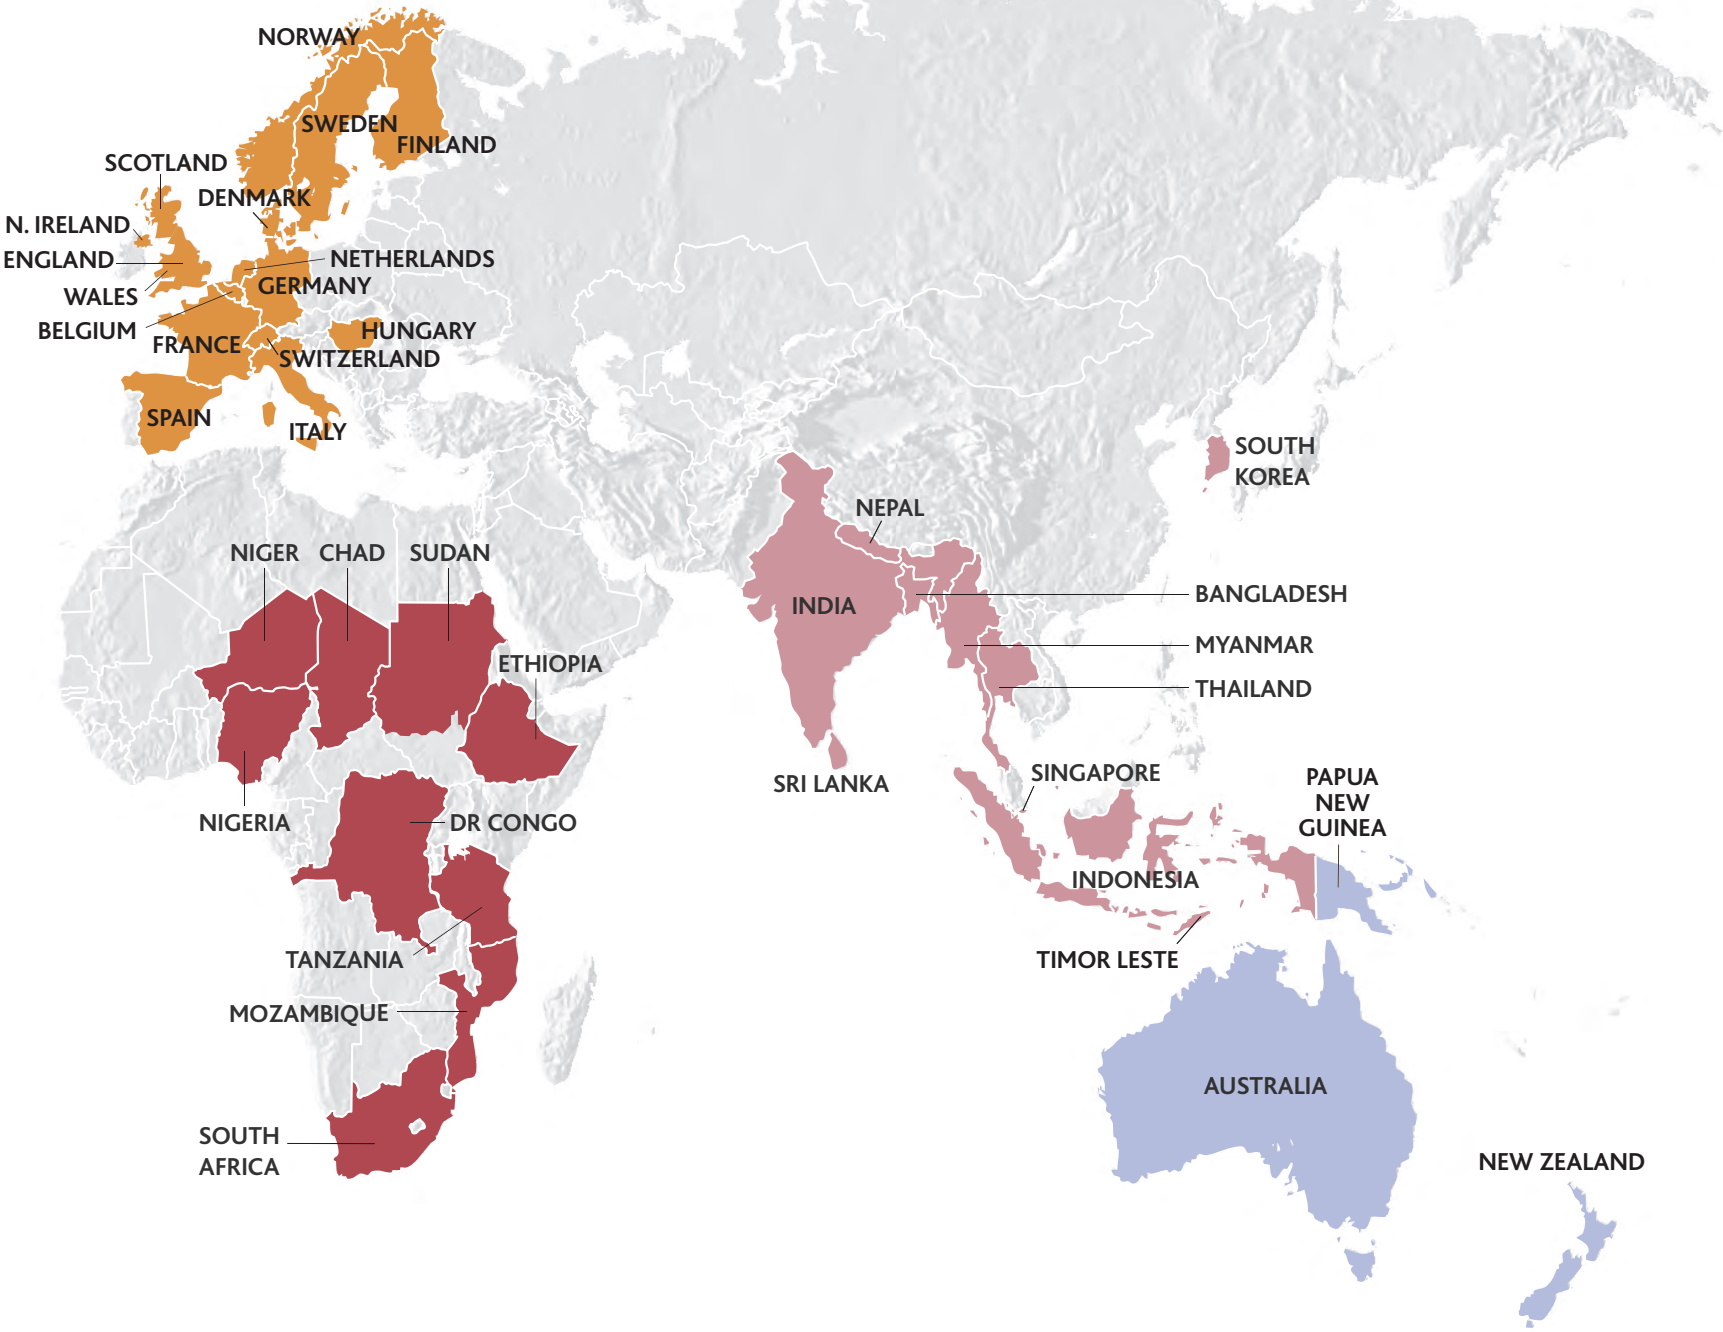 NORWAY
SWEDEN
FINLAND
SCOTLAND
DENMARK
N. IRELAND
ENGLAND
NETHERLANDS
GERMANY
WALES
BELGIUM
HUNGARY
FRANCE
SWITZERLAND
SPAIN
ITALY
SOUTH
KOREA
NEPAL
NIGER
CHAD
SUDAN
BANGLADESH
INDIA
MYANMAR
ETHIOPIA
THAILAND
SINGAPORE
SRI LANKA
PAPUA
NEW
GUINEA
NIGERIA
DR CONGO
INDONESIA
TANZANIA
TIMOR LESTE
MOZAMBIQUE
AUSTRALIA
SOUTH
AFRICA
NEW ZEALAND